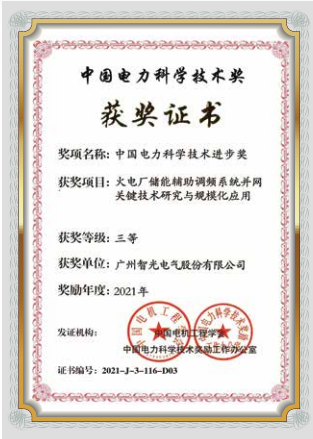 中国电力科学技术奖
获奖证书
奖项名称：中国电力科学技术进步奖
获奖项目：火电厂储能辅助调频系统并网
关键技术研究与规模化应用
获奖等级：三等
获奖单位：广州智光电气股份有限公司
奖励年度：2021年
发证机构：中国电机工程学会
中国电力科学技术奖励工作办公室
证书编号：2021-J-3-116-D03